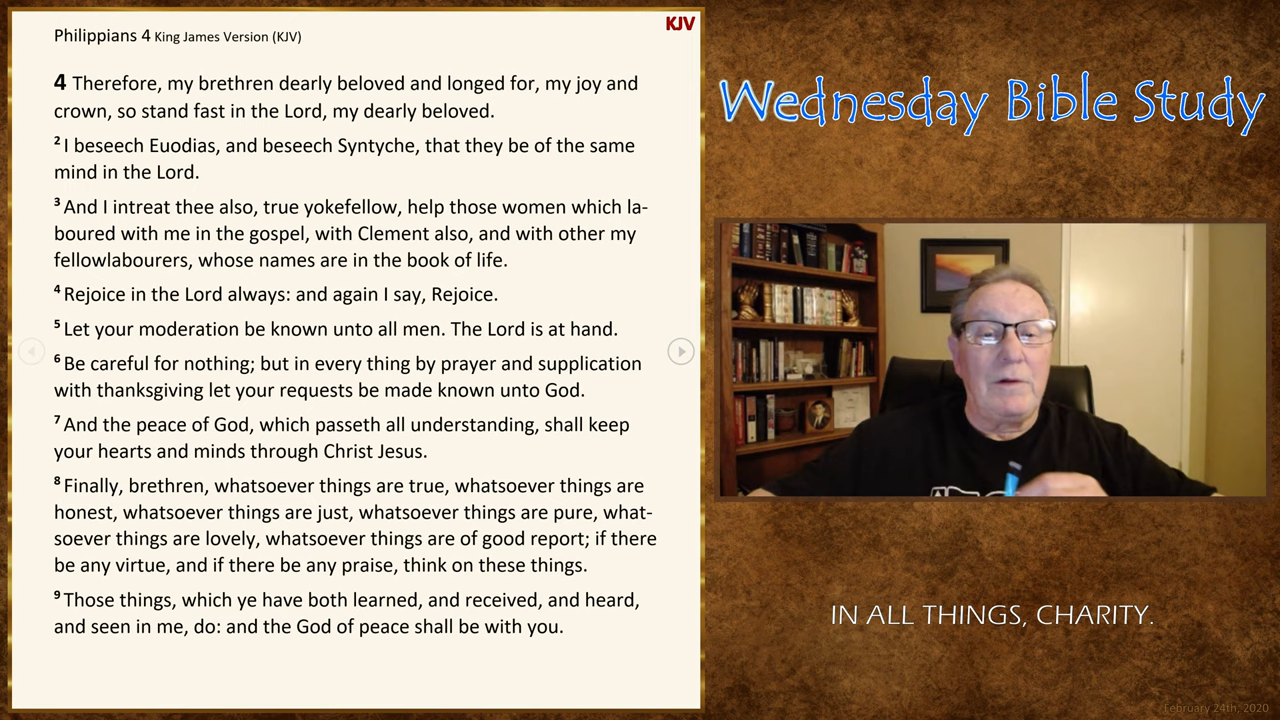 KJV
Philippians 4 King James Version (KJV)
4 Therefore, my brethren dearly beloved and longed for, my joy and
crown, so stand fast in the Lord, my dearly beloved.
2 I beseech Euodias, and beseech Syntyche, that they be of the same
mind in the Lord.
3 And I intreat thee also, true yokefellow, help those women which la-
boured with me in the gospel, with Clement also, and with other my
fellowlabourers, whose names are in the book of life.
4 Rejoice in the Lord always: and again I say, Rejoice.
5 Let your moderation be known unto all men. The Lord is at hand.
6 Be careful for nothing; but in every thing by prayer and supplication
with thanksgiving let your requests be made known unto God.
7 And the peace of God, which passeth all understanding, shall keep
your hearts and minds through Christ Jesus.
8 Finally, brethren, whatsoever things are true, whatsoever things are
honest, whatsoever things are just, whatsoever things are pure, what-
soever things are lovely, whatsoever things are of good report; if there
be any virtue, and if there be any praise, think on these things.
9 Those things, which ye have both learned, and received, and heard,
and seen in me, do: and the God of peace shall be with you.
Wednesday Bible Study
IN ALL THINGS, CHARITY.
February 24th, 2020